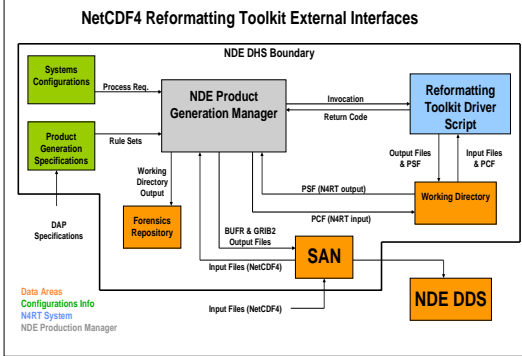 NetCDF4 Reformatting Toolkit External Interfaces
NDE DHS Boundary
Systems
Configurations
Process Req.
NDE Product
Generation Manager
Invocation
Return Code
Reformatting
Toolkit Driver
Script
Product
Generation
Specifications
Rule Sets
Output Files
& PSF
Input Files
& PCF
Working
Directory
Output
PSF (N4RT output)
Working Directory
PCF (N4RT input)
DAP
Specifications
Forensics
Repository
BUFR & GRIB2
Output Files
Input Files (NetCDF4)
SAN
NDE DDS
Data Areas
Configurations Info
N4RT System
NDE Production Manager
Input Files (NetCDF4)